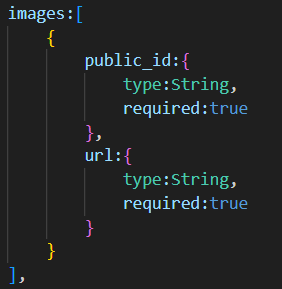 images:[
    {
        public_id:{
            type:String,
            required:true
        },
        url:{
            type:String,
            required:true
        }
    }
],